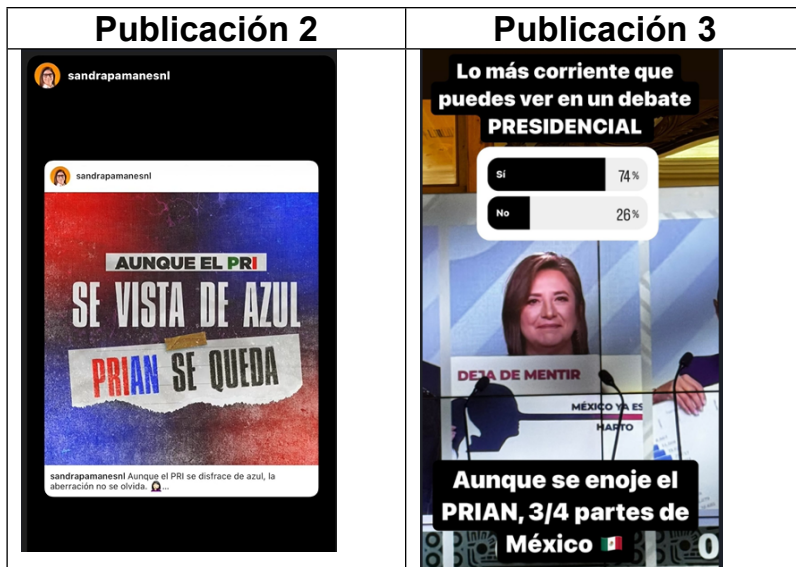 Publicación 2
Publicación 3
sandrapamanesnl
sandrapamanesnl
AUNQUE EL PRI
SE VISTA DE AZUL
PRIAN SE QUEDA
sandrapamanesnl Aunque el PRI se disfrace de azul, la
aberración no se olvida. 🤦🏻‍♀️...
Lo más corriente que
puedes ver en un debate
PRESIDENCIAL
Sí 74%
No 26%
DEJA DE MENTIR
MÉXICO YA ES
HARTO
Aunque se enoje el
PRIAN, 3/4 partes de
México 🇲🇽
0